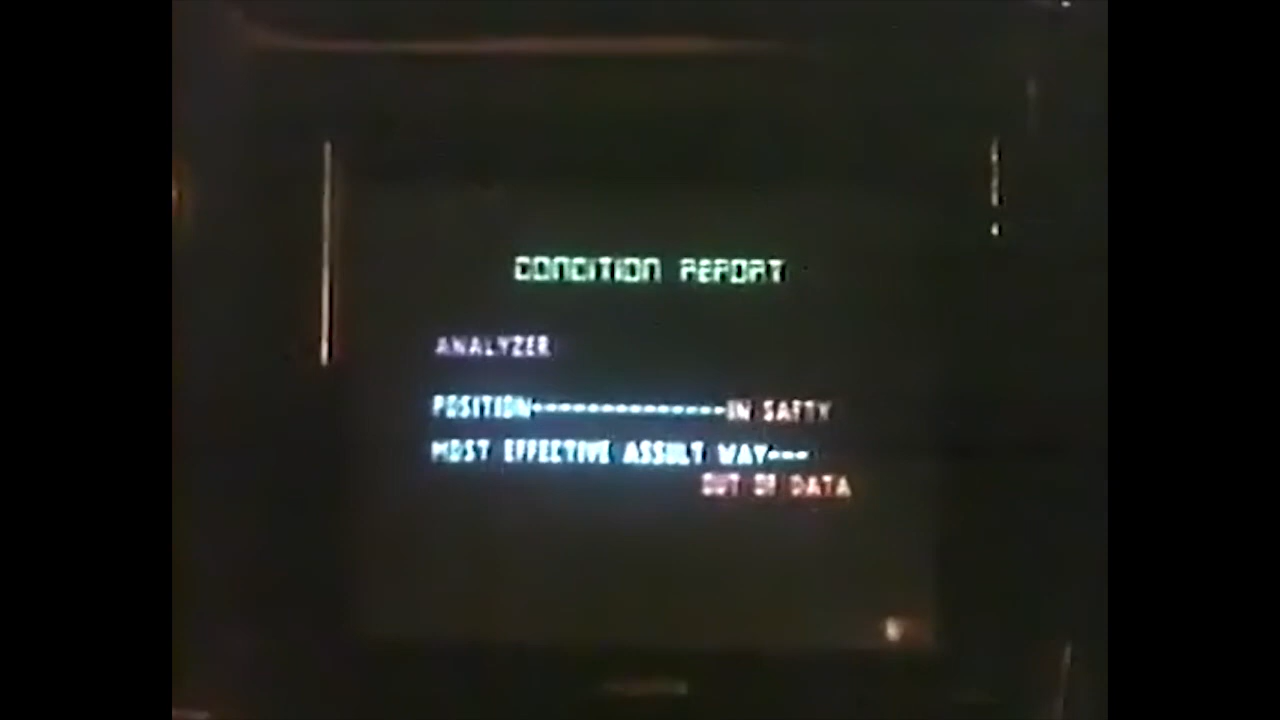 CONDITION REPORT
ANALYZER
POSITION--------------IN SAFTY
MOST EFFECTIVE ASSULT WAY---
OUT OF DATA